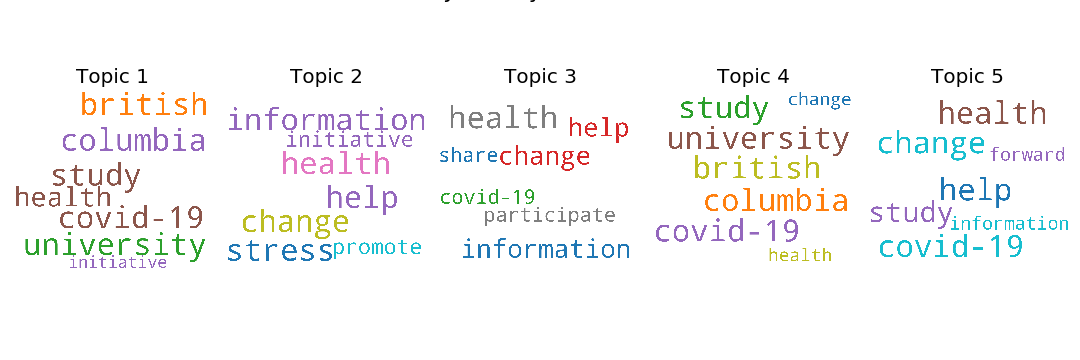 Topic 1
british
columbia
study
health
covid-19
university
initiative
Topic 2
information
initiative
health
help
change
stress
promote
Topic 3
health
help
share
change
covid-19
participate
information
Topic 4
change
study
university
british
columbia
covid-19
health
Topic 5
health
change
forward
help
study
information
covid-19